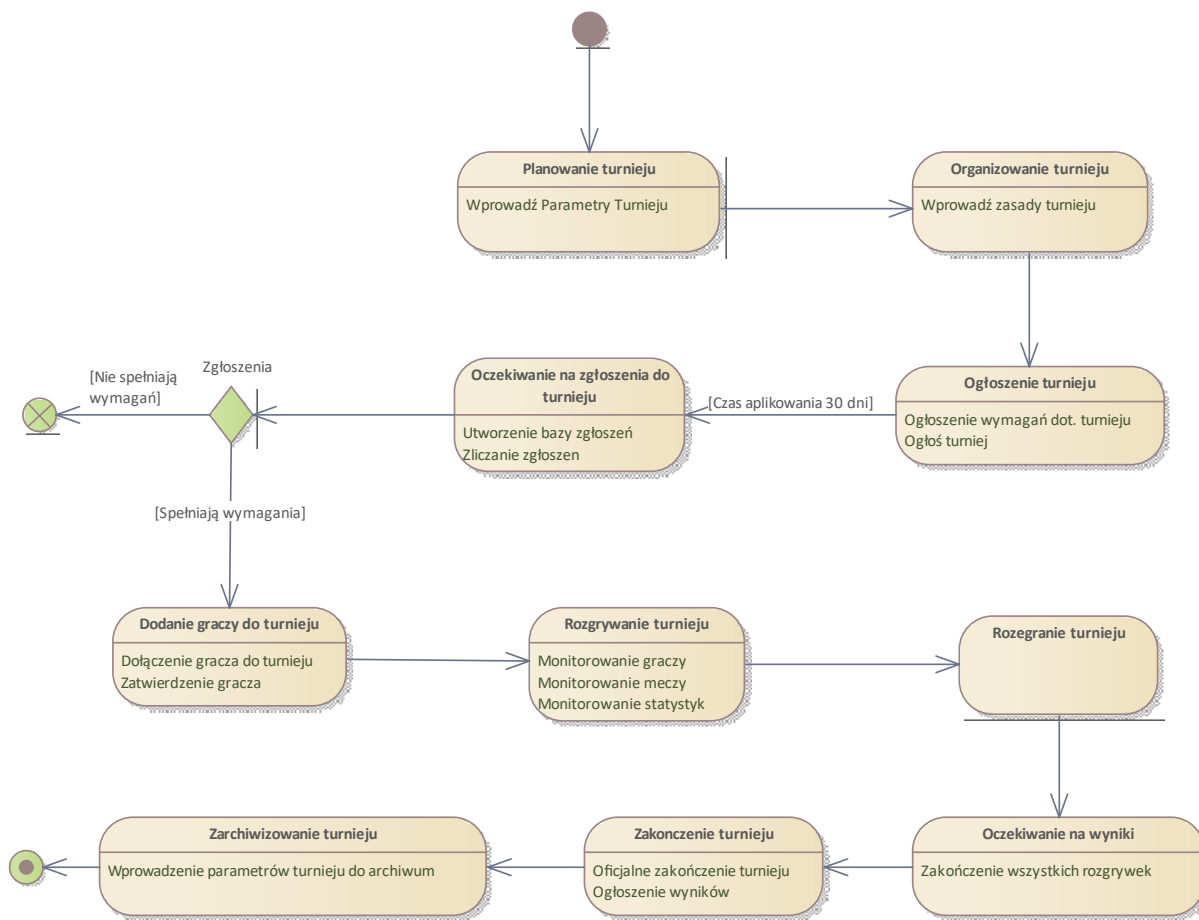 Planowanie turnieju
Wprowadź Parametry Turnieju
Organizowanie turnieju
Wprowadź zasady turnieju
Ogłoszenie turnieju
Ogłoszenie wymagań dot. turnieju
Ogłoś turniej
[Czas aplikowania 30 dni]
Oczekiwanie na zgłoszenia do
turnieju
Utworzenie bazy zgłoszeń
Zliczanie zgłoszen
Zgłoszenia
[Nie spełniają
wymagań]
[Spełniają wymagania]
Dodanie graczy do turnieju
Dołączenie gracza do turnieju
Zatwierdzenie gracza
Rozgrywanie turnieju
Monitorowanie graczy
Monitorowanie meczy
Monitorowanie statystyk
Rozegranie turnieju
Oczekiwanie na wyniki
Zakończenie wszystkich rozgrywek
Zakonczenie turnieju
Oficjalne zakończenie turnieju
Ogłoszenie wyników
Zarchiwizowanie turnieju
Wprowadzenie parametrów turnieju do archiwum